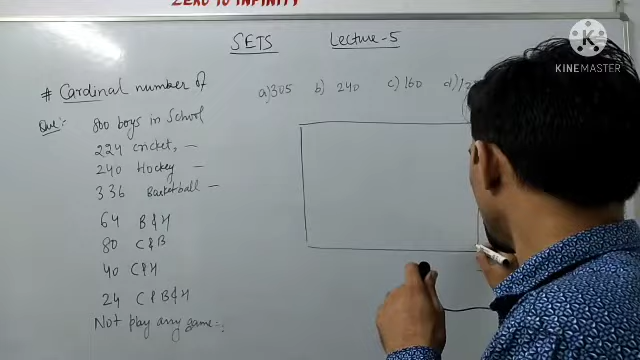 ZERO TO INFINITY
KINEMASTER
SETS Lecture-5
# Cardinal number of
a) 305 b) 240 c) 160 d)
Que:- 800 boys in School
224 Cricket, -
240 Hockey -
336 Basketball -
64 B & H
80 C & B
40 C & H
24 C & B & H
Not play any game: